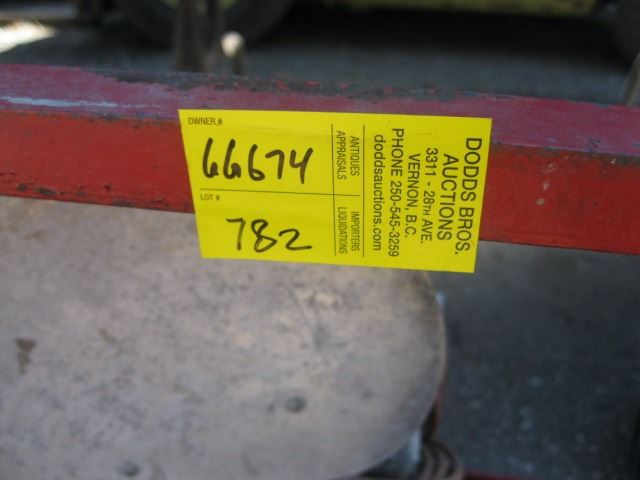 OWNER #
66674
LOT #
782
ANTIQUES
APPRAISALS
IMPORTERS
LIQUIDATIONS
DODDS BROS.
AUCTIONS
3311 - 28TH AVE.
VERNON, B.C.
PHONE 250-545-3259
doddsauctions.com